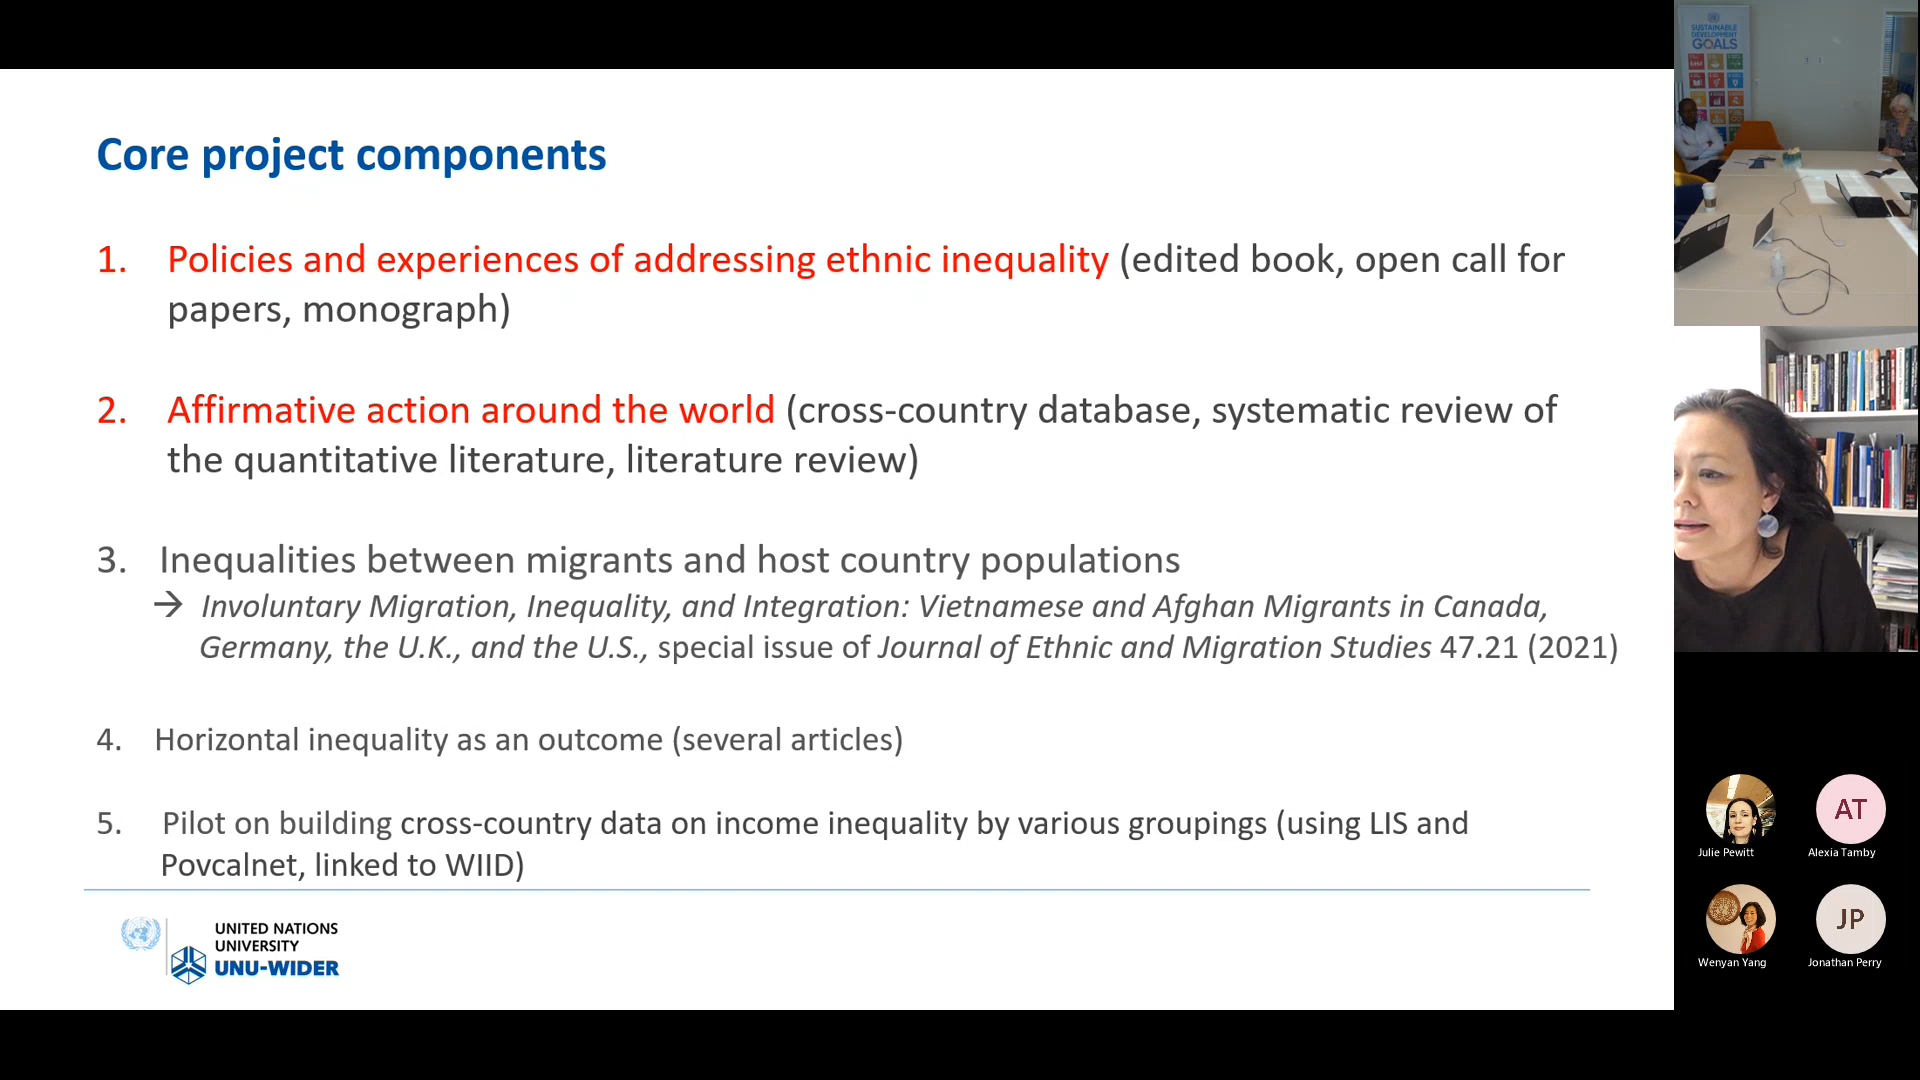 Core project components
1. Policies and experiences of addressing ethnic inequality (edited book, open call for
papers, monograph)
2. Affirmative action around the world (cross-country database, systematic review of
the quantitative literature, literature review)
3. Inequalities between migrants and host country populations
→ Involuntary Migration, Inequality, and Integration: Vietnamese and Afghan Migrants in Canada,
Germany, the U.K., and the U.S., special issue of Journal of Ethnic and Migration Studies 47.21 (2021)
4. Horizontal inequality as an outcome (several articles)
5. Pilot on building cross-country data on income inequality by various groupings (using LIS and
Povcalnet, linked to WIID)
UNITED NATIONS
UNIVERSITY
UNU-WIDER
SUSTAINABLE
DEVELOPMENT
GOALS
AT
Julie Pewitt
Alexia Tamby
JP
Wenyan Yang
Jonathan Perry